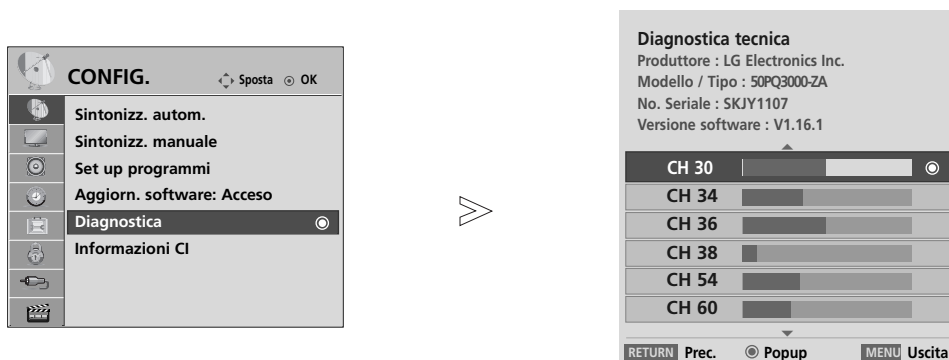 CONFIG.
Sposta OK
Sintonizz. autom.
Sintonizz. manuale
Set up programmi
Aggiorn. software: Acceso
Diagnostica
Informazioni CI
Diagnostica tecnica
Produttore : LG Electronics Inc.
Modello / Tipo : 50PQ3000-ZA
No. Seriale : SKJY1107
Versione software : V1.16.1
CH 30
CH 34
CH 36
CH 38
CH 54
CH 60
RETURN Prec. Popup MENU Uscita